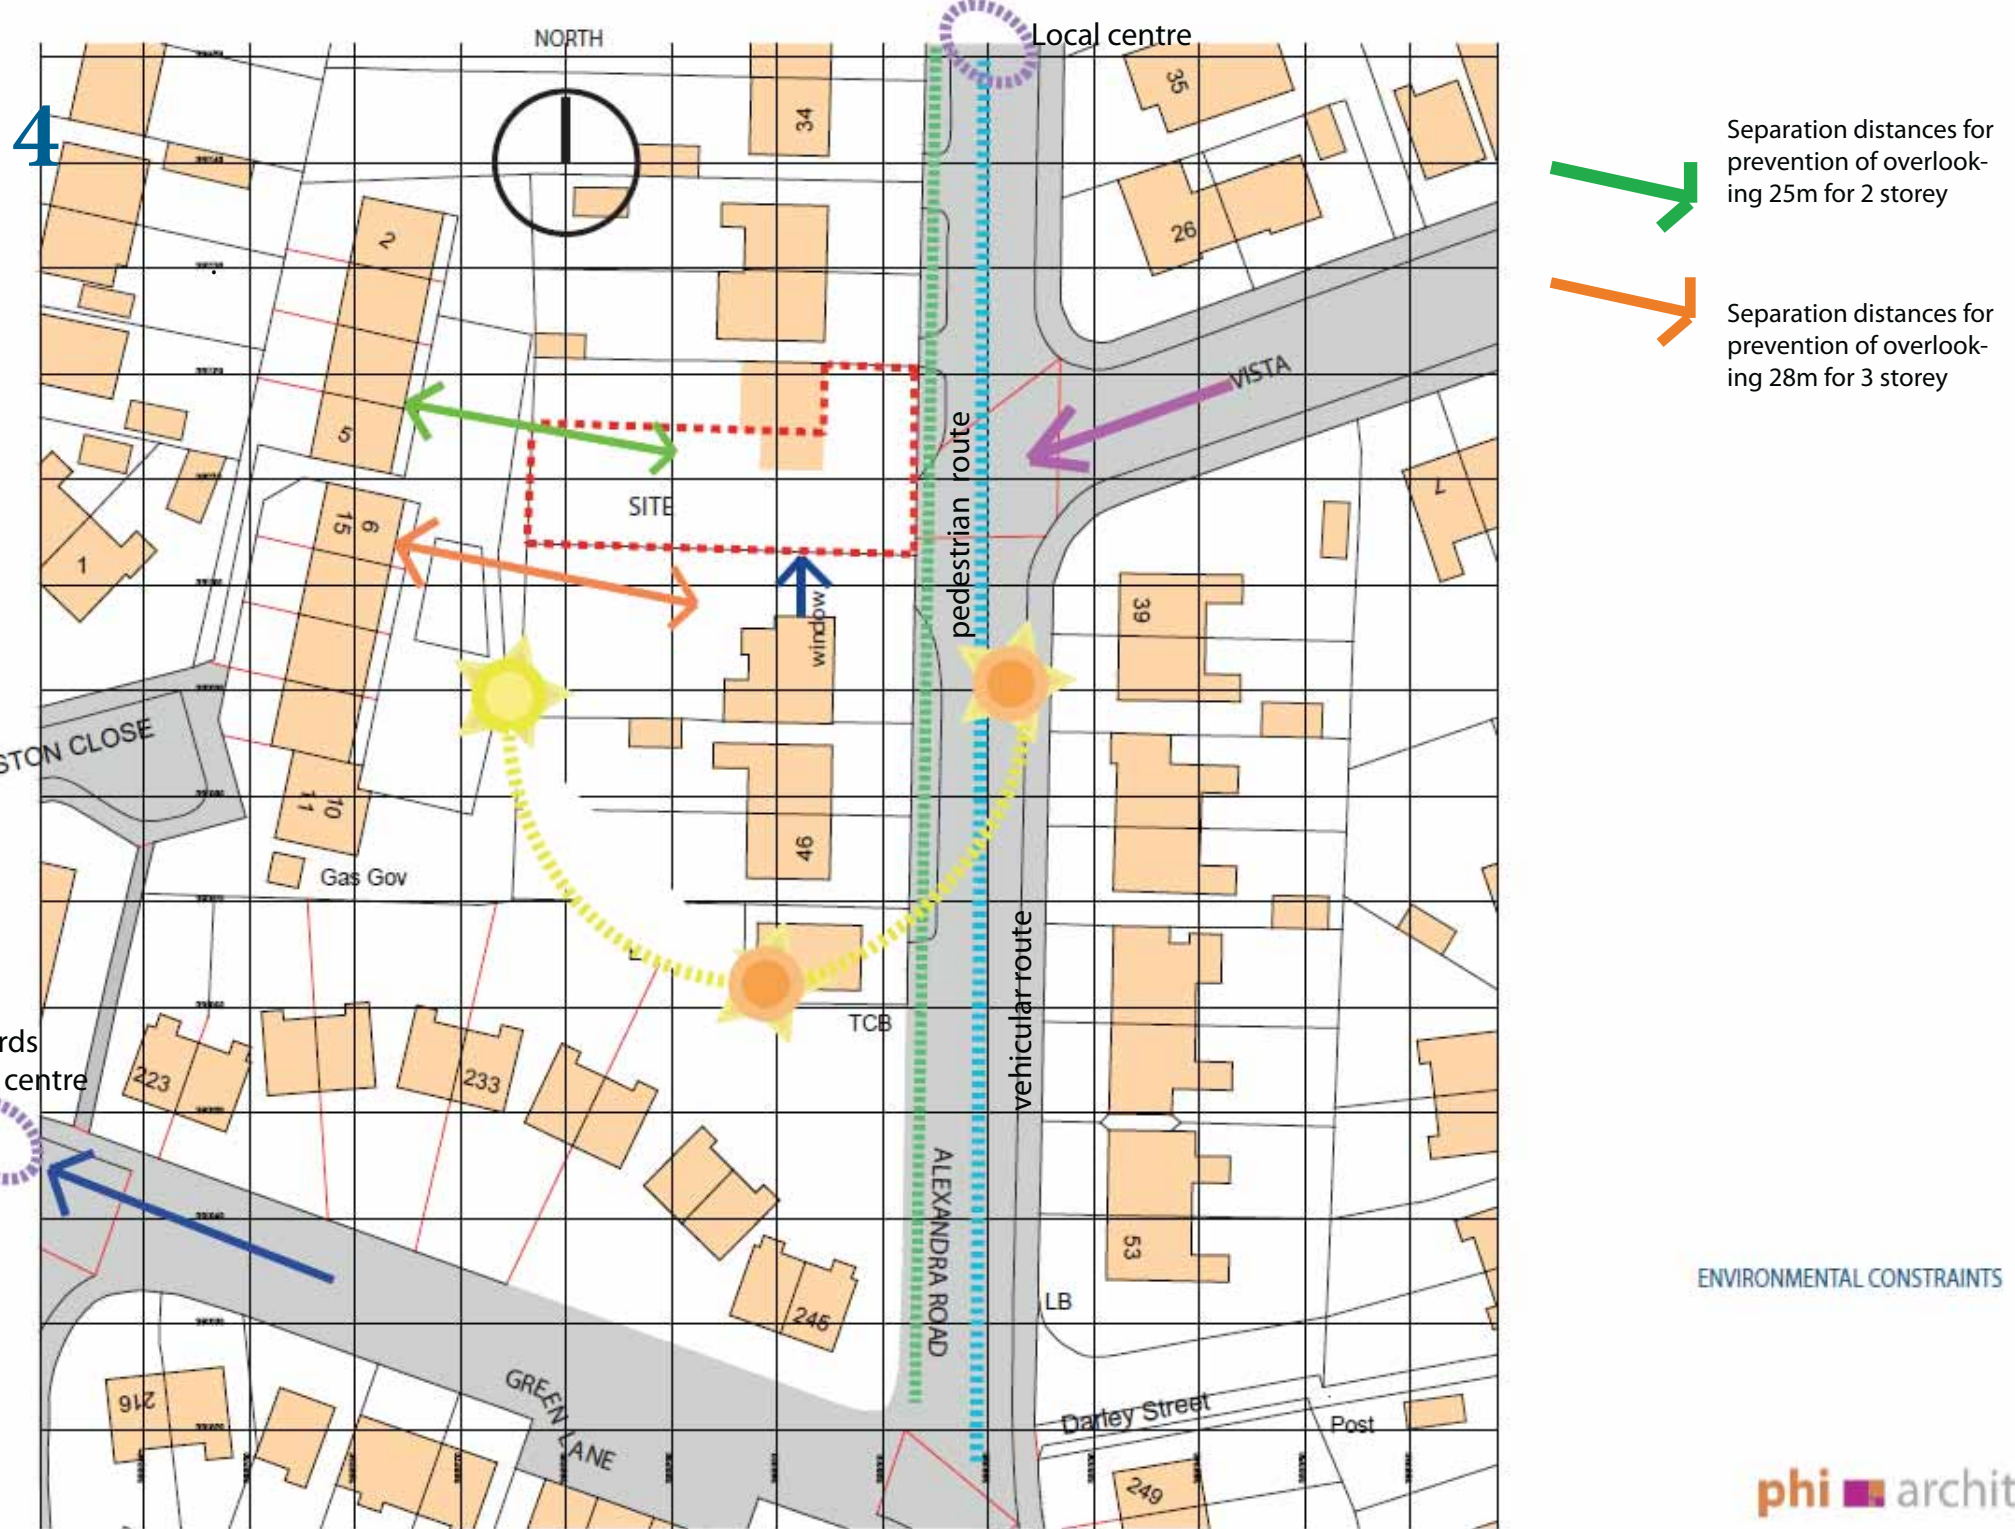 NORTH
Local centre
4
34
35
26
2
5
6
15
1
10
11
Separation distances for
prevention of overlook-
ing 25m for 2 storey
Separation distances for
prevention of overlook-
ing 28m for 3 storey
VISTA
SITE
pedestrian route
window
39
STON CLOSE
46
Gas Gov
TCB
vehicular route
rds
centre
223
233
245
ALEXANDRA ROAD
53
LB
ENVIRONMENTAL CONSTRAINTS
216
GREEN LANE
Darley Street
Post
249
phi archit